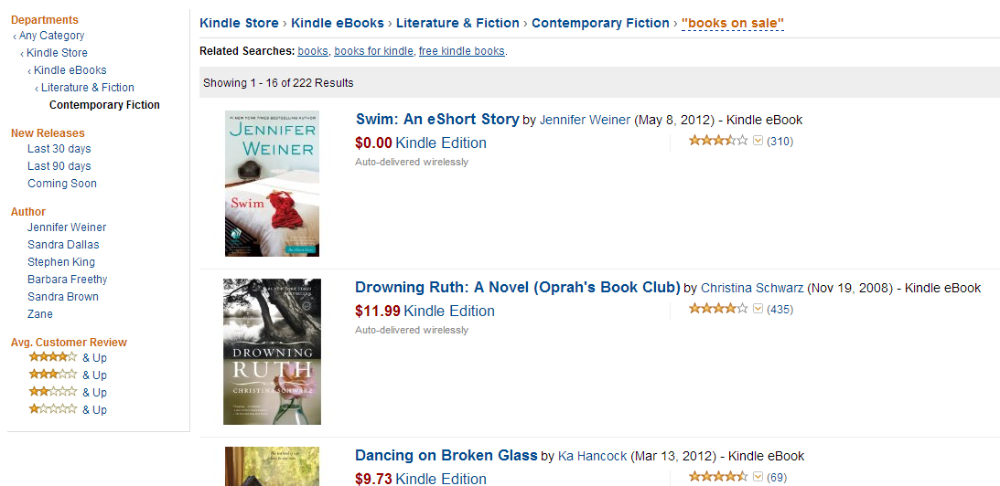 Departments
‹ Any Category
‹ Kindle Store
‹ Kindle eBooks
‹ Literature & Fiction
Contemporary Fiction
New Releases
Last 30 days
Last 90 days
Coming Soon
Author
Jennifer Weiner
Sandra Dallas
Stephen King
Barbara Freethy
Sandra Brown
Zane
Avg. Customer Review
& Up
& Up
& Up
& Up
Kindle Store › Kindle eBooks › Literature & Fiction › Contemporary Fiction › "books on sale"
Related Searches: books, books for kindle, free kindle books.
Showing 1 - 16 of 222 Results
#1 NEW YORK TIMES BESTSELLING AUTHOR
JENNIFER
WEINER
Swim
Swim: An eShort Story by Jennifer Weiner (May 8, 2012) - Kindle eBook
$0.00 Kindle Edition
(310)
Auto-delivered wirelessly
DROWNING
RUTH
CHRISTINA SCHWARZ
Drowning Ruth: A Novel (Oprah's Book Club) by Christina Schwarz (Nov 19, 2008) - Kindle eBook
$11.99 Kindle Edition
(435)
Auto-delivered wirelessly
Dancing on Broken Glass by Ka Hancock (Mar 13, 2012) - Kindle eBook
$9.73 Kindle Edition
(69)